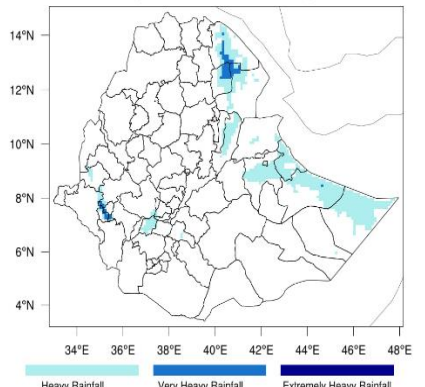 14°N
12°N
10°N
8°N
6°N
4°N
34°E 36°E 38°E 40°E 42°E 44°E 46°E 48°E
Heavy Rainfall Very Heavy Rainfall Extremely Heavy Rainfall